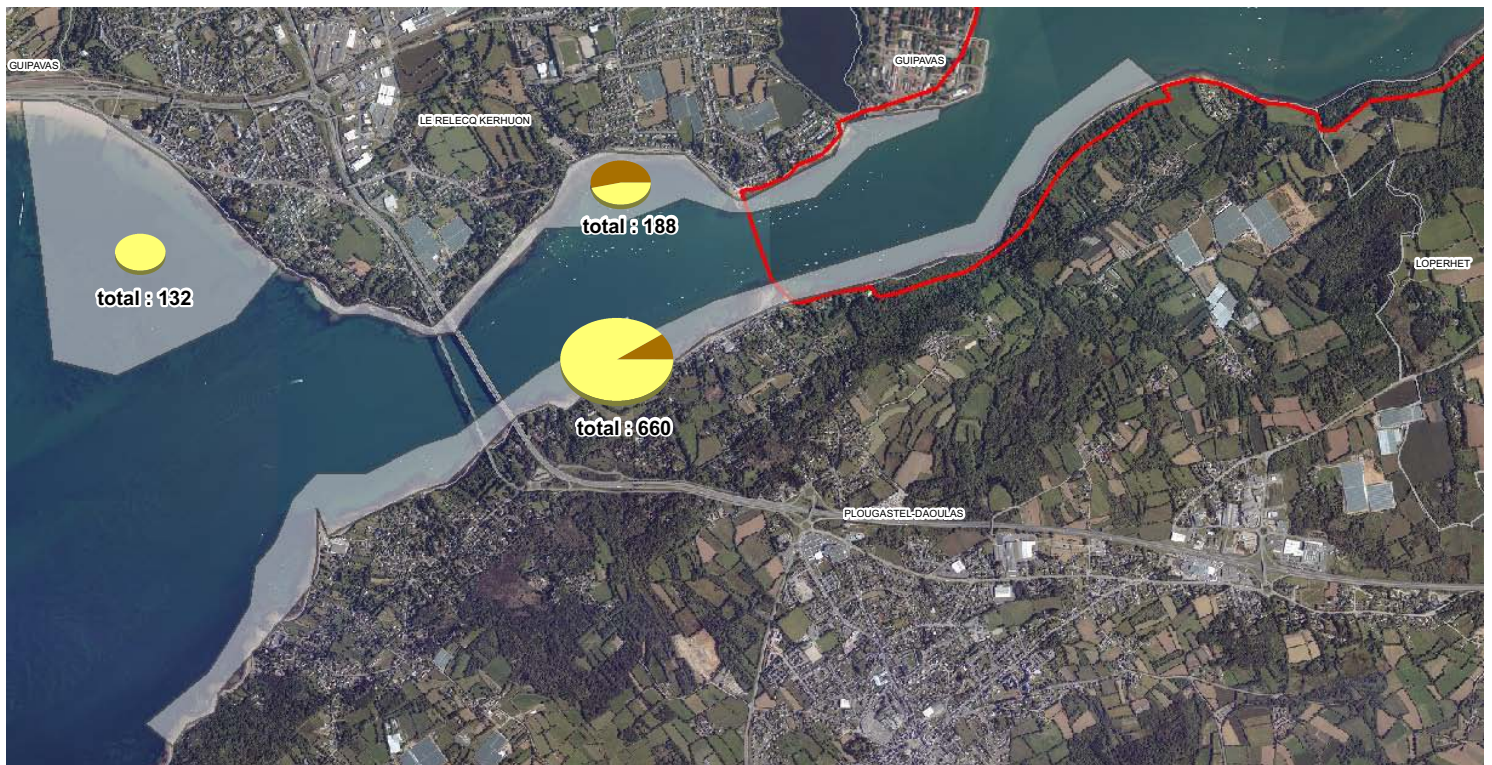 GUIPAVAS
GUIPAVAS
LE RELECQ KERHUON
total : 188
LOPERHET
total : 132
total : 660
PLOUGASTEL-DAOULAS